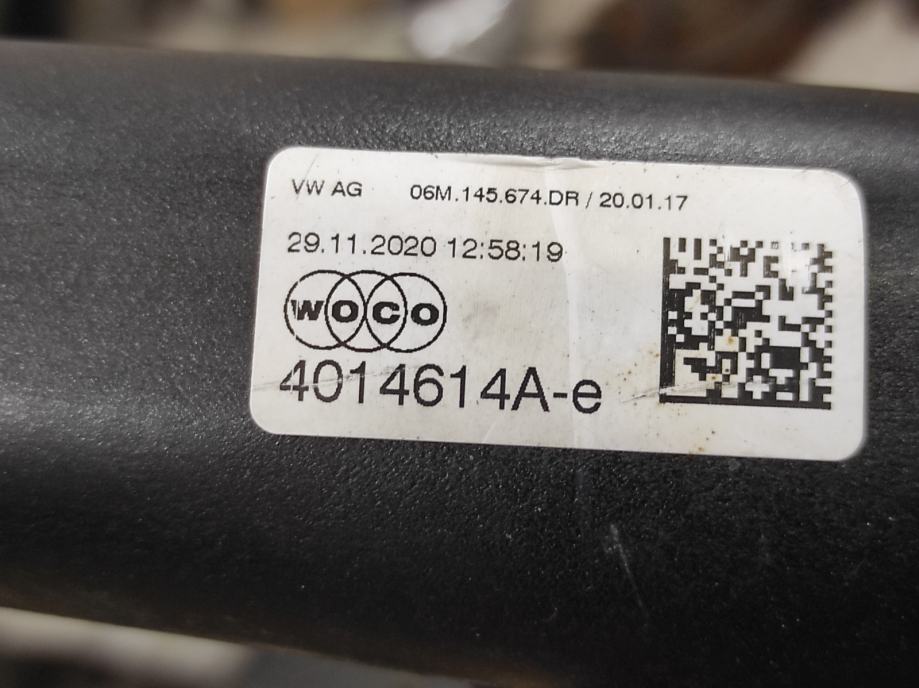 VW AG 06M.145.674.DR / 20.01.17
29.11.2020 12:58:19
WOCO
4014614A-e